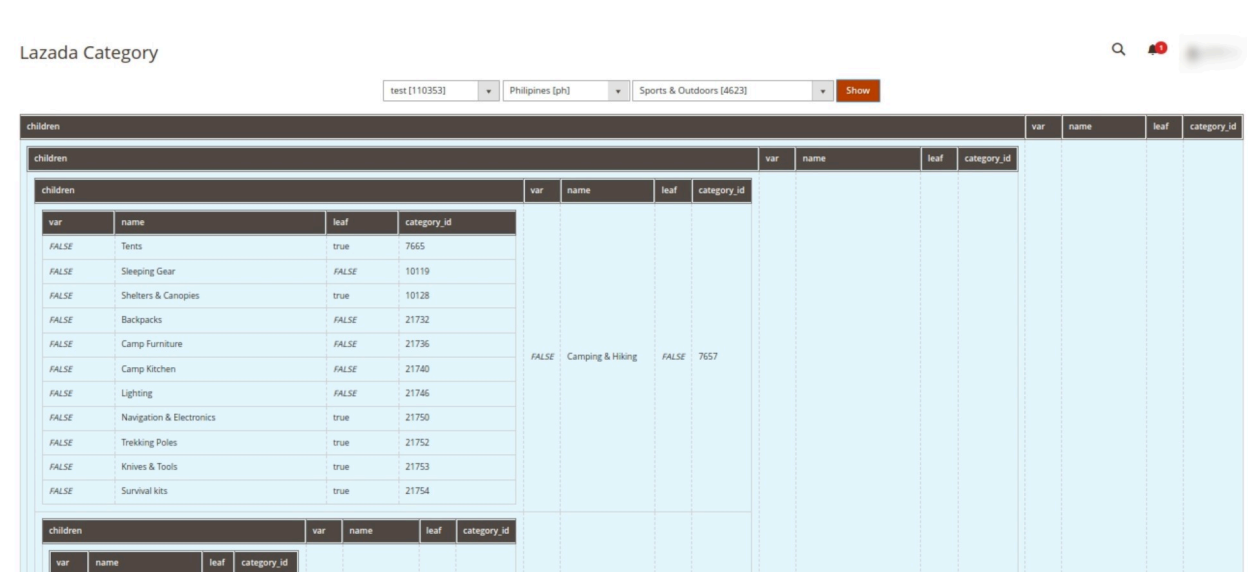 Lazada Category
1
test [110353] Philipines [ph] Sports & Outdoors [4623] Show
children var name leaf category_id
children var name leaf category_id
children var name leaf category_id
var name leaf category_id
FALSE Tents true 7665
FALSE Sleeping Gear FALSE 10119
FALSE Shelters & Canopies true 10128
FALSE Backpacks FALSE 21732
FALSE Camp Furniture FALSE 21736
FALSE Camping & Hiking FALSE 7657
FALSE Camp Kitchen FALSE 21740
FALSE Lighting FALSE 21746
FALSE Navigation & Electronics true 21750
FALSE Trekking Poles true 21752
FALSE Knives & Tools true 21753
FALSE Survival kits true 21754
children var name leaf category_id
var name leaf category_id